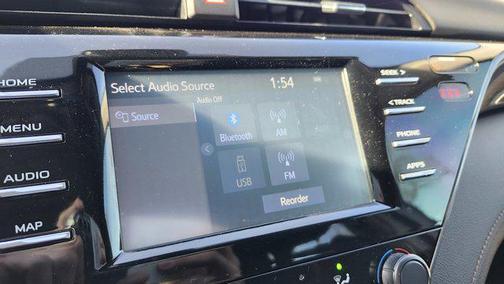 HOME
MENU
AUDIO
MAP
Select Audio Source
1:54
Audio Off
Source
Bluetooth
AM
USB
FM
Reorder
SEEK >
< TRACK
PHONE
APPS